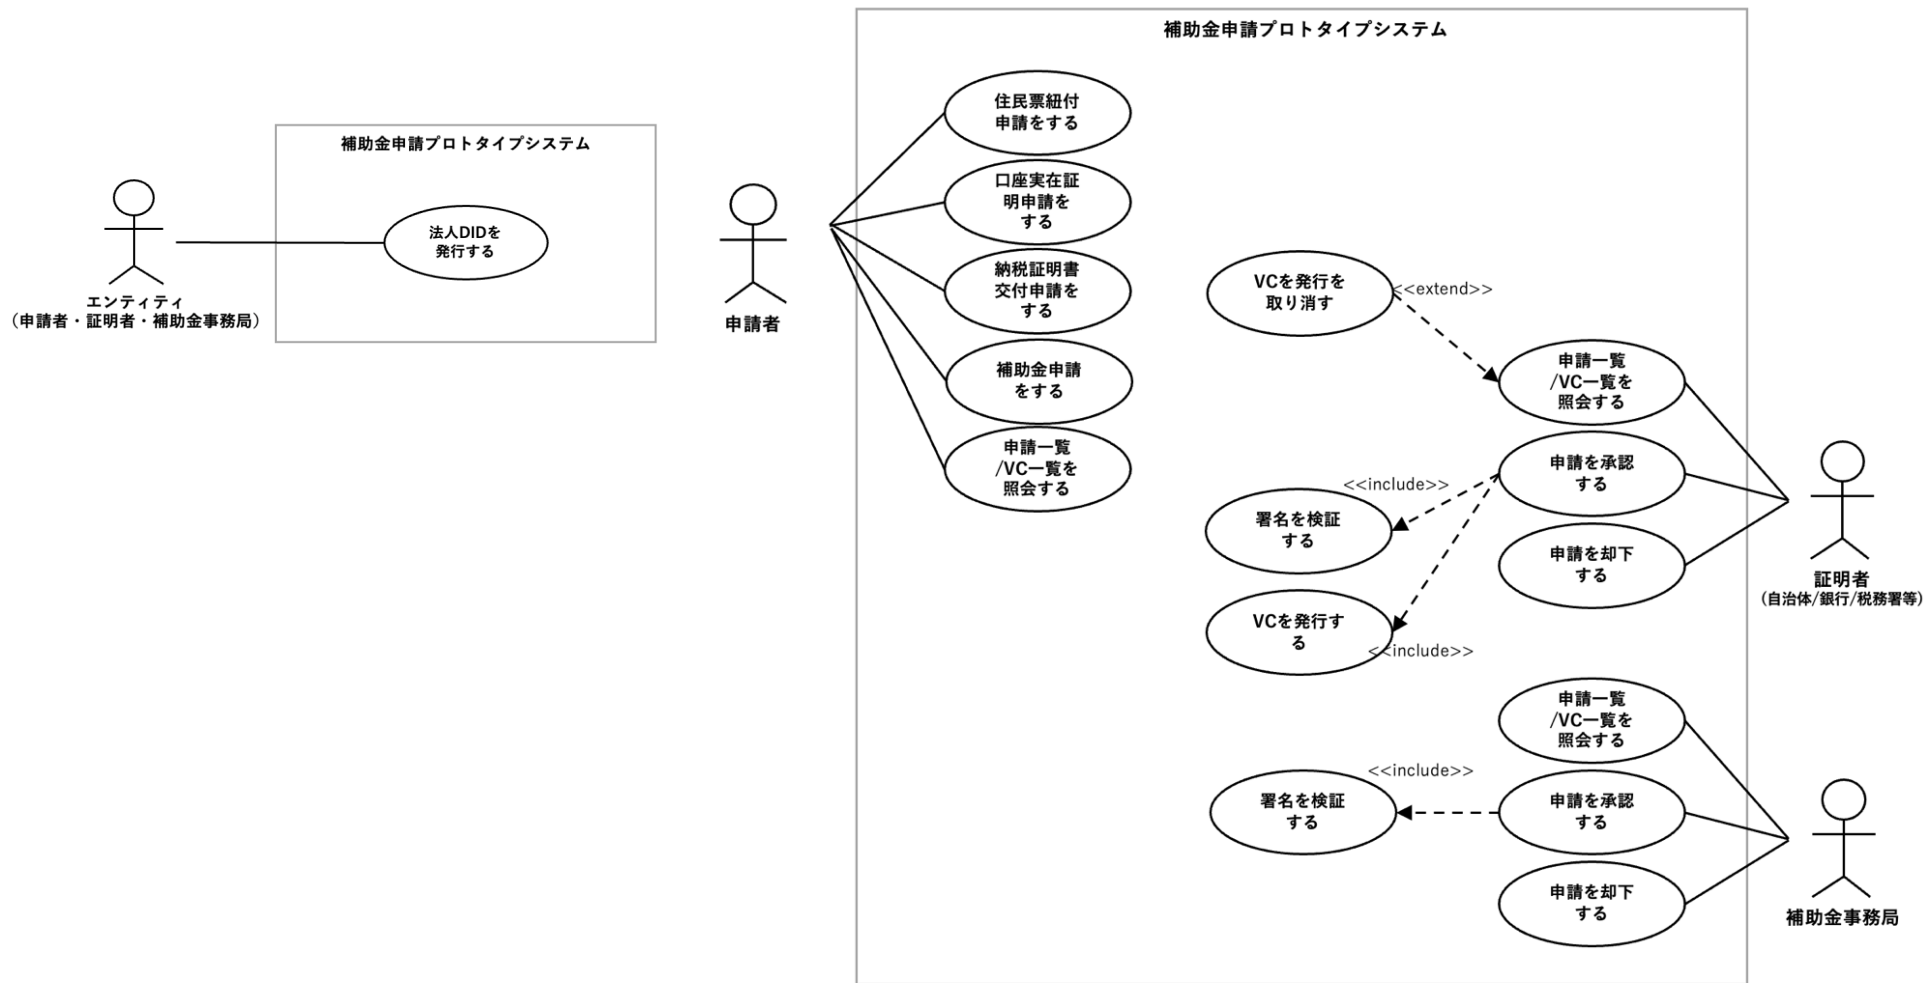 補助金申請プロトタイプシステム
法人DIDを
発行する
エンティティ
（申請者・証明者・補助金事務局）
補助金申請プロトタイプシステム
申請者
住民票紐付
申請をする
口座実在証
明申請を
する
納税証明書
交付申請を
する
補助金申請
をする
申請一覧
/VC一覧を
照会する
VCを発行を
取り消す
<<extend>>
申請一覧
/VC一覧を
照会する
申請を承認
する
<<include>>
署名を検証
する
申請を却下
する
VCを発行す
る
<<include>>
証明者
（自治体/銀行/税務署等）
申請一覧
/VC一覧を
照会する
<<include>>
署名を検証
する
申請を承認
する
申請を却下
する
補助金事務局